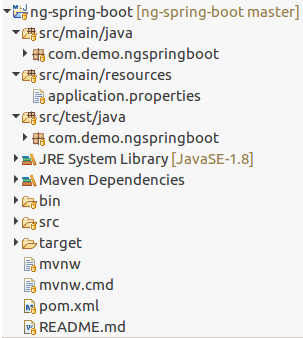 ng-spring-boot [ng-spring-boot master]
src/main/java
com.demo.ngspringboot
src/main/resources
application.properties
src/test/java
com.demo.ngspringboot
JRE System Library [JavaSE-1.8]
Maven Dependencies
bin
src
target
mvnw
mvnw.cmd
pom.xml
README.md